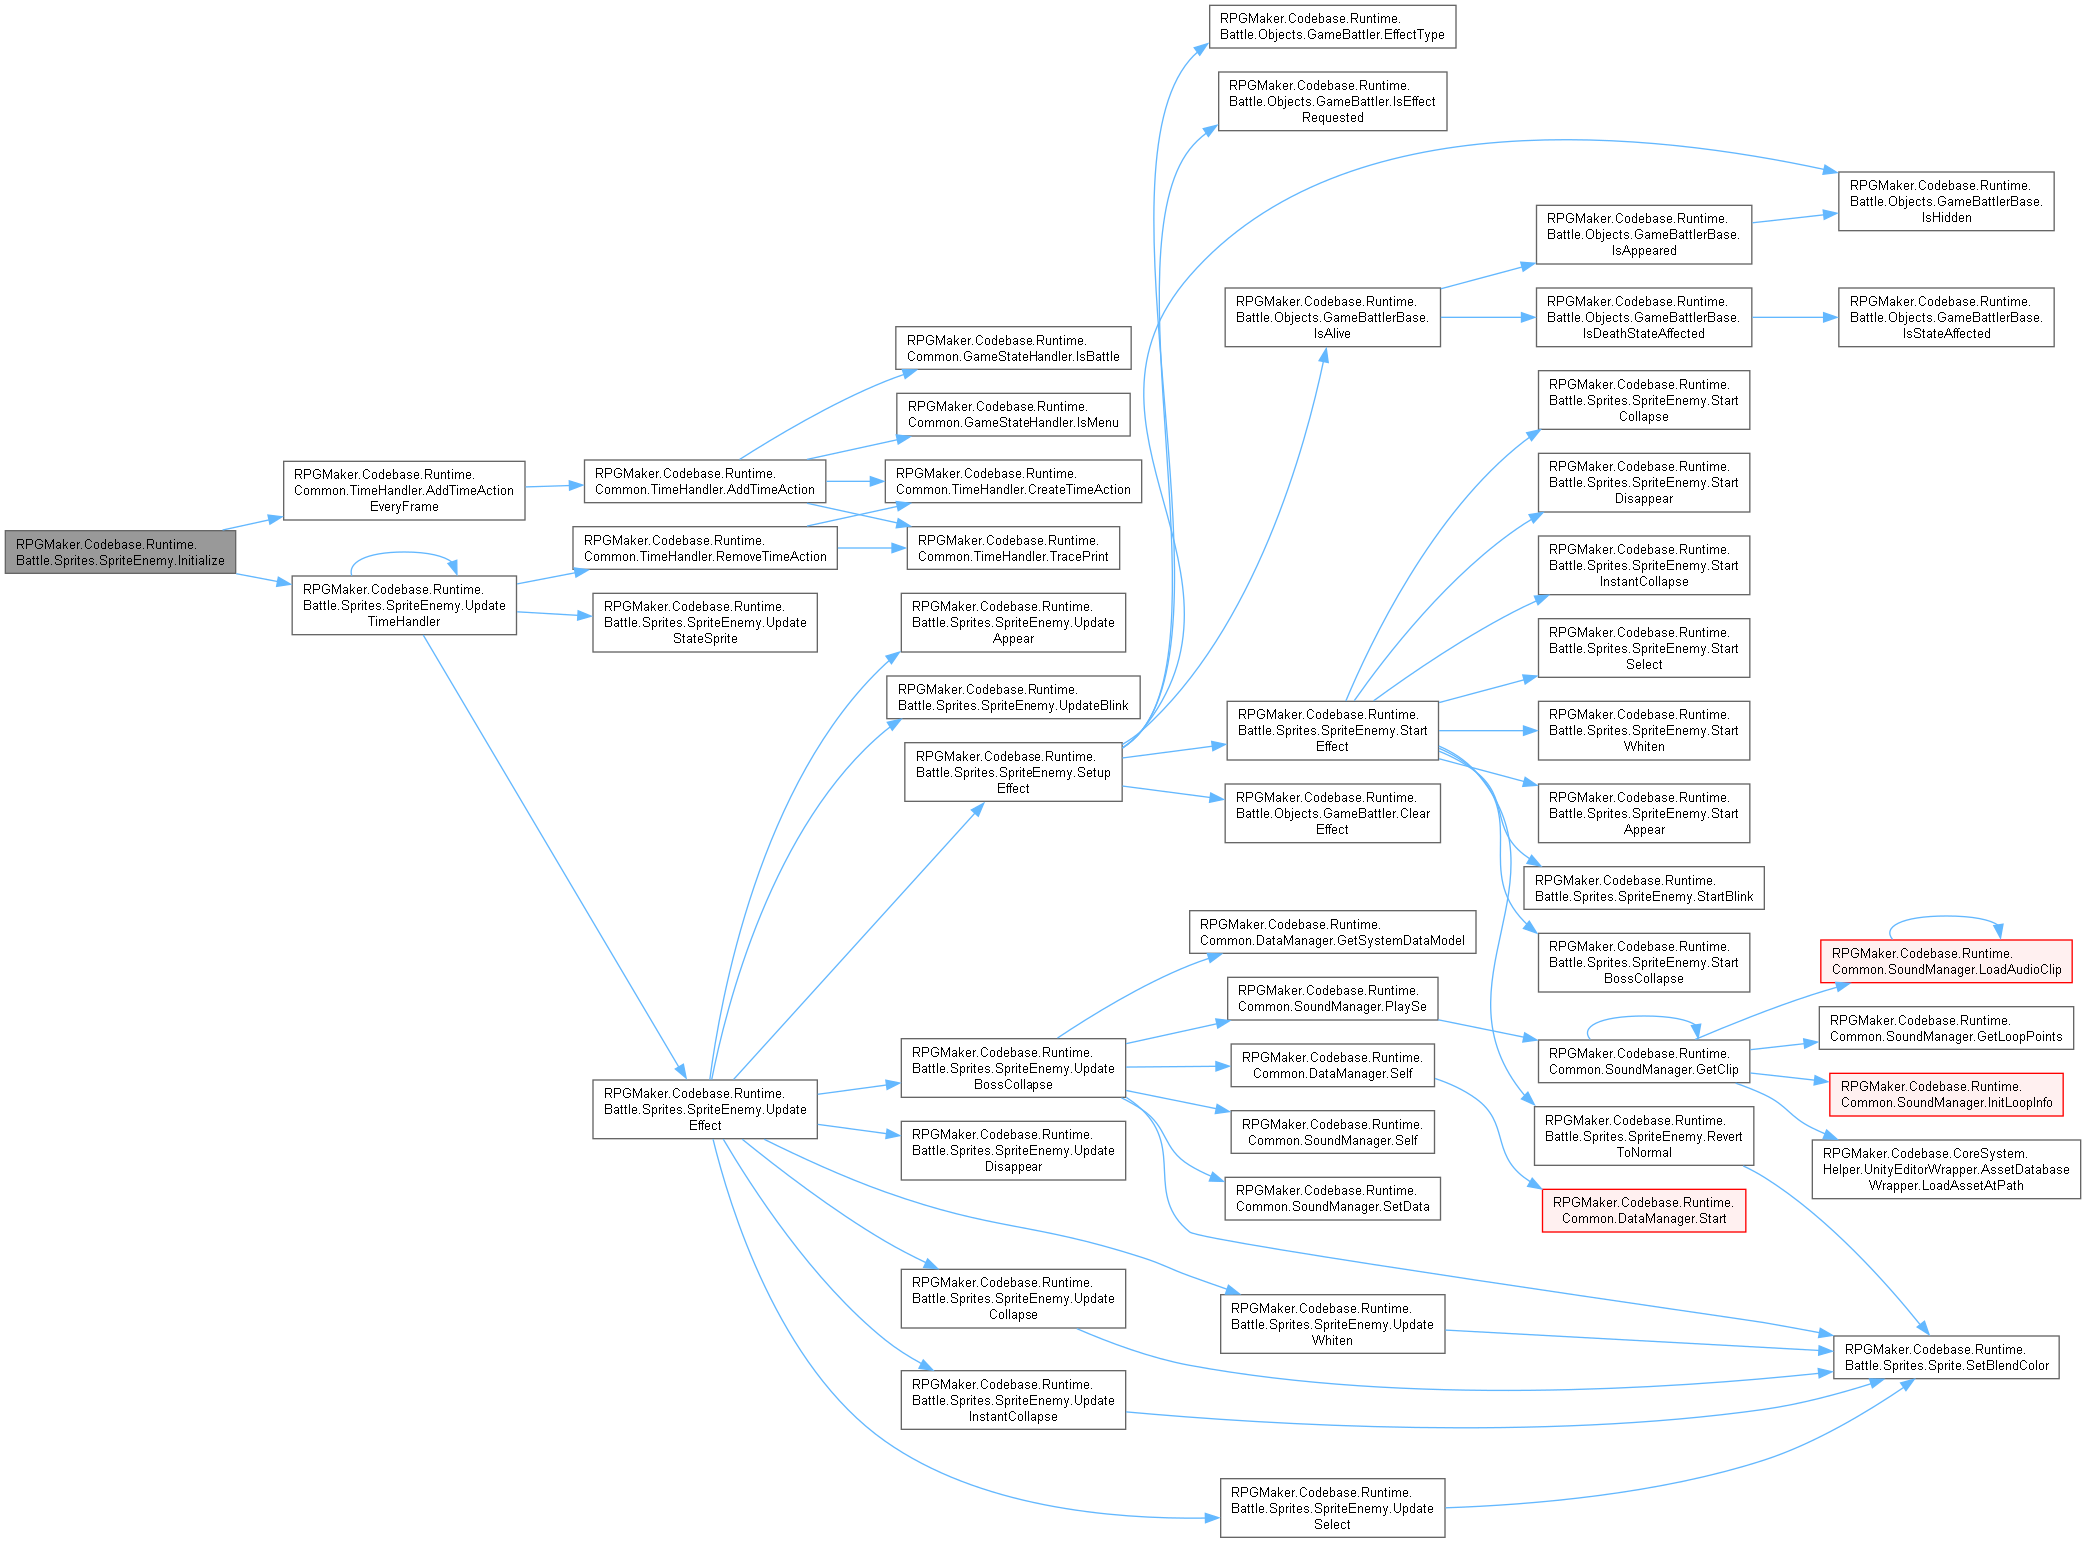 RPGMaker.Codebase.Runtime.
Battle.Sprites.SpriteEnemy.Initialize
RPGMaker.Codebase.Runtime.
Common.TimeHandler.AddTimeAction
EveryFrame
RPGMaker.Codebase.Runtime.
Battle.Sprites.SpriteEnemy.Update
TimeHandler
RPGMaker.Codebase.Runtime.
Common.TimeHandler.AddTimeAction
RPGMaker.Codebase.Runtime.
Common.TimeHandler.RemoveTimeAction
RPGMaker.Codebase.Runtime.
Battle.Sprites.SpriteEnemy.Update
StateSprite
RPGMaker.Codebase.Runtime.
Battle.Sprites.SpriteEnemy.Update
Effect
RPGMaker.Codebase.Runtime.
Common.GameStateHandler.IsBattle
RPGMaker.Codebase.Runtime.
Common.GameStateHandler.IsMenu
RPGMaker.Codebase.Runtime.
Common.TimeHandler.CreateTimeAction
RPGMaker.Codebase.Runtime.
Common.TimeHandler.TracePrint
RPGMaker.Codebase.Runtime.
Battle.Sprites.SpriteEnemy.Update
Appear
RPGMaker.Codebase.Runtime.
Battle.Sprites.SpriteEnemy.UpdateBlink
RPGMaker.Codebase.Runtime.
Battle.Sprites.SpriteEnemy.Setup
Effect
RPGMaker.Codebase.Runtime.
Battle.Sprites.SpriteEnemy.Update
BossCollapse
RPGMaker.Codebase.Runtime.
Battle.Sprites.SpriteEnemy.Update
Disappear
RPGMaker.Codebase.Runtime.
Battle.Sprites.SpriteEnemy.Update
Collapse
RPGMaker.Codebase.Runtime.
Battle.Sprites.SpriteEnemy.Update
InstantCollapse
RPGMaker.Codebase.Runtime.
Battle.Objects.GameBattler.EffectType
RPGMaker.Codebase.Runtime.
Battle.Objects.GameBattler.IsEffect
Requested
RPGMaker.Codebase.Runtime.
Battle.Objects.GameBattlerBase.
IsAlive
RPGMaker.Codebase.Runtime.
Battle.Sprites.SpriteEnemy.Start
Effect
RPGMaker.Codebase.Runtime.
Battle.Objects.GameBattler.Clear
Effect
RPGMaker.Codebase.Runtime.
Common.DataManager.GetSystemDataModel
RPGMaker.Codebase.Runtime.
Common.SoundManager.PlaySe
RPGMaker.Codebase.Runtime.
Common.DataManager.Self
RPGMaker.Codebase.Runtime.
Common.SoundManager.Self
RPGMaker.Codebase.Runtime.
Common.SoundManager.SetData
RPGMaker.Codebase.Runtime.
Battle.Sprites.SpriteEnemy.Update
Whiten
RPGMaker.Codebase.Runtime.
Battle.Sprites.SpriteEnemy.Update
Select
RPGMaker.Codebase.Runtime.
Battle.Objects.GameBattlerBase.
IsAppeared
RPGMaker.Codebase.Runtime.
Battle.Objects.GameBattlerBase.
IsDeathStateAffected
RPGMaker.Codebase.Runtime.
Battle.Sprites.SpriteEnemy.Start
Collapse
RPGMaker.Codebase.Runtime.
Battle.Sprites.SpriteEnemy.Start
Disappear
RPGMaker.Codebase.Runtime.
Battle.Sprites.SpriteEnemy.Start
InstantCollapse
RPGMaker.Codebase.Runtime.
Battle.Sprites.SpriteEnemy.Start
Select
RPGMaker.Codebase.Runtime.
Battle.Sprites.SpriteEnemy.Start
Whiten
RPGMaker.Codebase.Runtime.
Battle.Sprites.SpriteEnemy.Start
Appear
RPGMaker.Codebase.Runtime.
Battle.Sprites.SpriteEnemy.StartBlink
RPGMaker.Codebase.Runtime.
Battle.Sprites.SpriteEnemy.Start
BossCollapse
RPGMaker.Codebase.Runtime.
Common.SoundManager.GetClip
RPGMaker.Codebase.Runtime.
Battle.Sprites.SpriteEnemy.Revert
ToNormal
RPGMaker.Codebase.Runtime.
Common.DataManager.Start
RPGMaker.Codebase.Runtime.
Battle.Objects.GameBattlerBase.
IsHidden
RPGMaker.Codebase.Runtime.
Battle.Objects.GameBattlerBase.
IsStateAffected
RPGMaker.Codebase.Runtime.
Common.SoundManager.LoadAudioClip
RPGMaker.Codebase.Runtime.
Common.SoundManager.GetLoopPoints
RPGMaker.Codebase.Runtime.
Common.SoundManager.InitLoopInfo
RPGMaker.Codebase.CoreSystem.
Helper.UnityEditorWrapper.AssetDatabase
Wrapper.LoadAssetAtPath
RPGMaker.Codebase.Runtime.
Battle.Sprites.Sprite.SetBlendColor